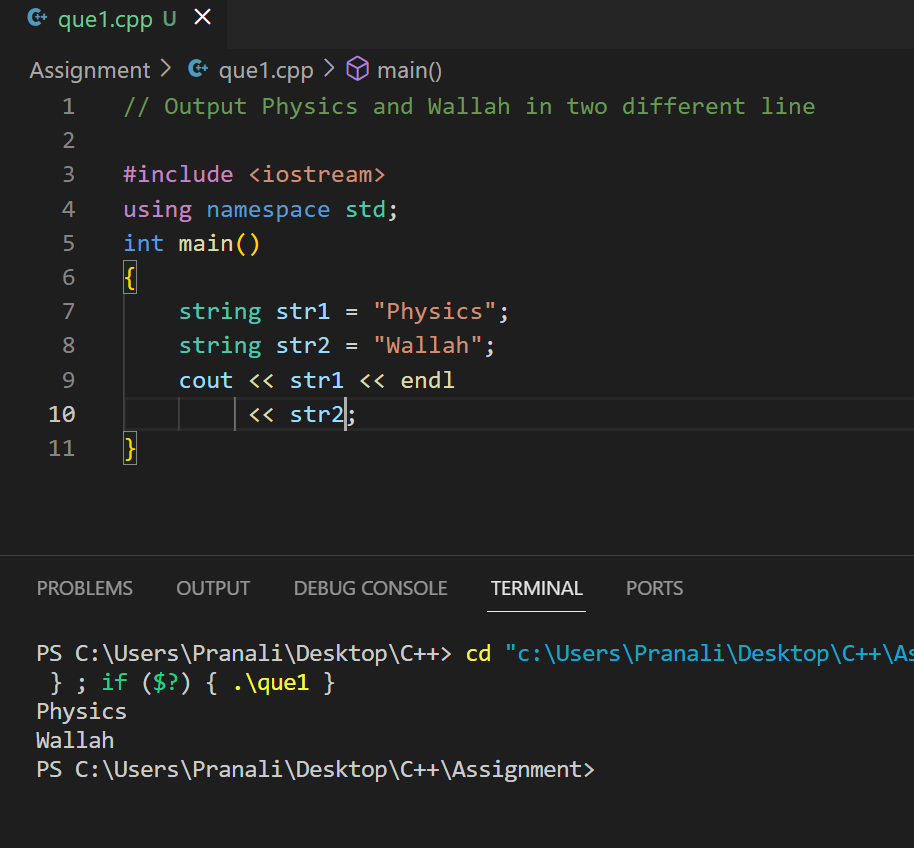 que1.cpp U
Assignment > que1.cpp > main()
1 // Output Physics and Wallah in two different line
2
3 #include <iostream>
4 using namespace std;
5 int main()
6 {
7 string str1 = "Physics";
8 string str2 = "Wallah";
9 cout << str1 << endl
10 << str2;
11 }
PROBLEMS OUTPUT DEBUG CONSOLE TERMINAL PORTS
PS C:\Users\Pranali\Desktop\C++> cd "c:\Users\Pranali\Desktop\C++\As
} ; if ($?) { .\que1 }
Physics
Wallah
PS C:\Users\Pranali\Desktop\C++\Assignment>